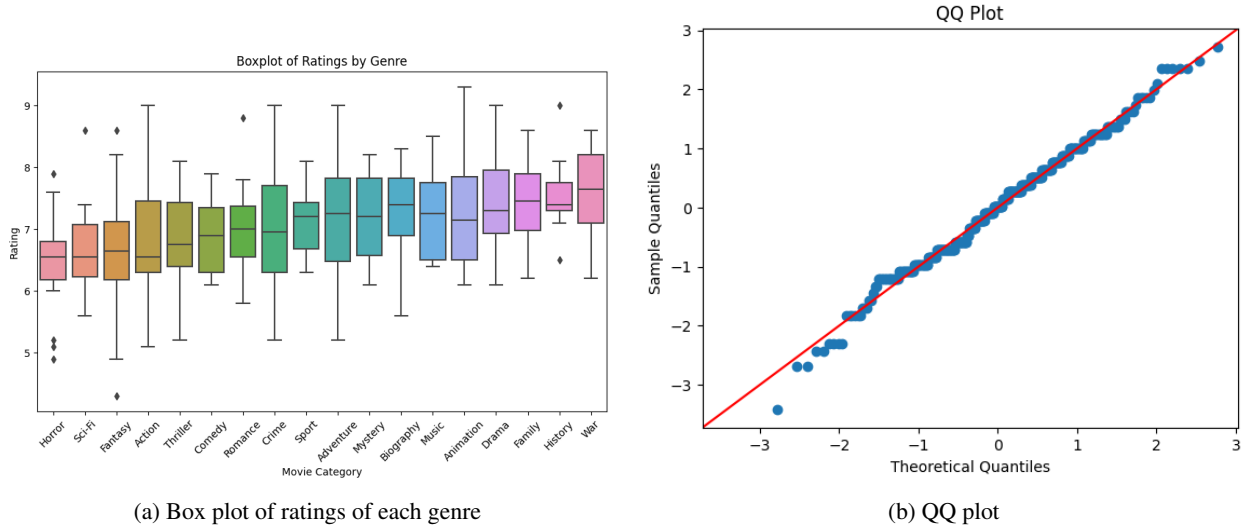 Boxplot of Ratings by Genre
Rating
9
8
7
6
5
Horror
Sci-Fi
Fantasy
Action
Thriller
Comedy
Romance
Crime
Sport
Adventure
Mystery
Biography
Music
Animation
Drama
Family
History
War
Movie Category
(a) Box plot of ratings of each genre
QQ Plot
Sample Quantiles
3
2
1
0
−1
−2
−3
−3
−2
−1
0
1
2
3
Theoretical Quantiles
(b) QQ plot